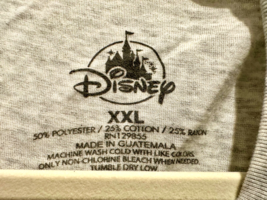 Disney
XXL
50% POLYESTER / 25% COTTON / 25% RAYON
RN129855
MADE IN GUATEMALA
MACHINE WASH COLD WITH LIKE COLORS.
ONLY NON-CHLORINE BLEACH WHEN NEEDED.
TUMBLE DRY LOW